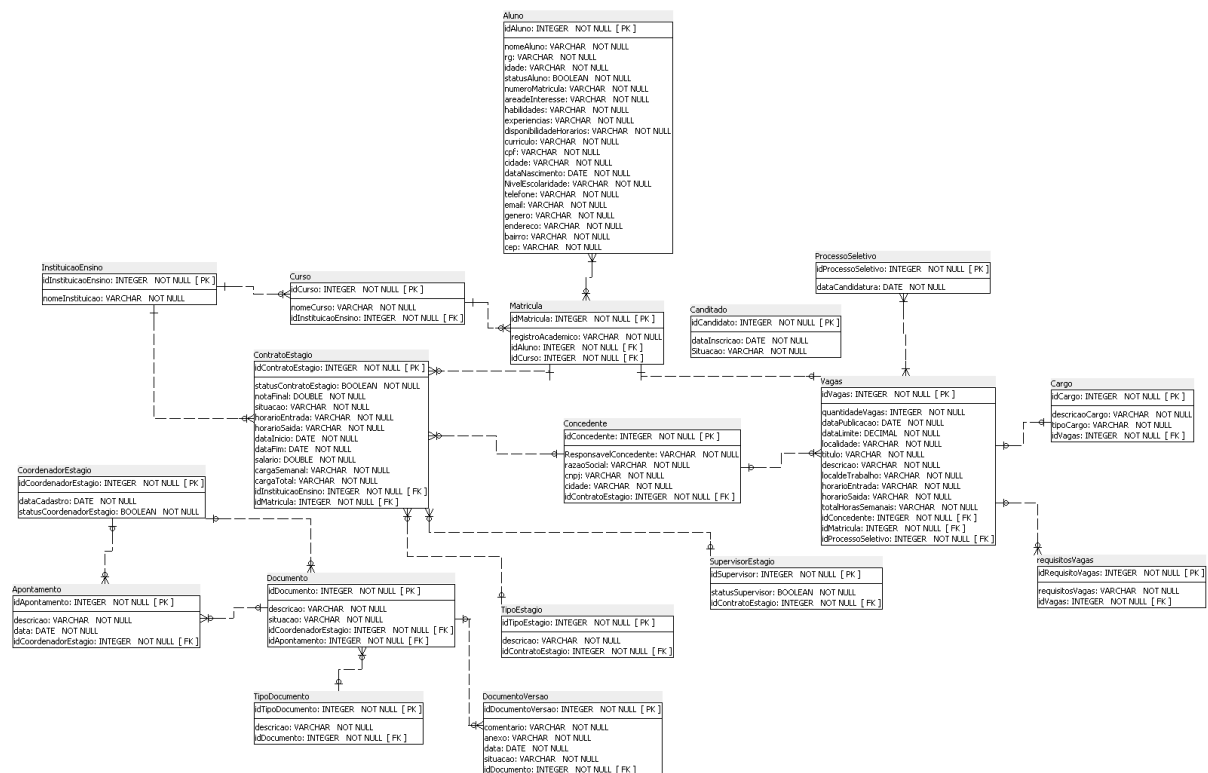 Aluno
idAluno: INTEGER NOT NULL [ PK ]
nomeAluno: VARCHAR NOT NULL
rg: VARCHAR NOT NULL
idade: VARCHAR NOT NULL
statusAluno: BOOLEAN NOT NULL
numeroMatricula: VARCHAR NOT NULL
areadeInteresse: VARCHAR NOT NULL
habilidades: VARCHAR NOT NULL
experiencias: VARCHAR NOT NULL
disponibilidadeHorarios: VARCHAR NOT NULL
curriculo: VARCHAR NOT NULL
cpf: VARCHAR NOT NULL
cidade: VARCHAR NOT NULL
dataNascimento: DATE NOT NULL
NivelEscolaridade: VARCHAR NOT NULL
telefone: VARCHAR NOT NULL
email: VARCHAR NOT NULL
genero: VARCHAR NOT NULL
endereco: VARCHAR NOT NULL
bairro: VARCHAR NOT NULL
cep: VARCHAR NOT NULL
InstituicaoEnsino
idInstituicaoEnsino: INTEGER NOT NULL [ PK ]
nomeInstituicao: VARCHAR NOT NULL
Curso
idCurso: INTEGER NOT NULL [ PK ]
nomeCurso: VARCHAR NOT NULL
idInstituicaoEnsino: INTEGER NOT NULL [ FK ]
Matricula
idMatricula: INTEGER NOT NULL [ PK ]
registroAcademico: VARCHAR NOT NULL
idAluno: INTEGER NOT NULL [ FK ]
idCurso: INTEGER NOT NULL [ FK ]
Canditado
idCandidato: INTEGER NOT NULL [ PK ]
dataInscricao: DATE NOT NULL
Situacao: VARCHAR NOT NULL
ProcessoSeletivo
idProcessoSeletivo: INTEGER NOT NULL [ PK ]
dataCandidatura: DATE NOT NULL
ContratoEstagio
idContratoEstagio: INTEGER NOT NULL [ PK ]
statusContratoEstagio: BOOLEAN NOT NULL
notaFinal: DOUBLE NOT NULL
situacao: VARCHAR NOT NULL
horarioEntrada: VARCHAR NOT NULL
horarioSaida: VARCHAR NOT NULL
dataInicio: DATE NOT NULL
dataFim: DATE NOT NULL
salario: DOUBLE NOT NULL
cargaSemanal: VARCHAR NOT NULL
cargaTotal: VARCHAR NOT NULL
idInstituicaoEnsino: INTEGER NOT NULL [ FK ]
idMatricula: INTEGER NOT NULL [ FK ]
Concedente
idConcedente: INTEGER NOT NULL [ PK ]
ResponsavelConcedente: VARCHAR NOT NULL
razaoSocial: VARCHAR NOT NULL
cnpj: VARCHAR NOT NULL
cidade: VARCHAR NOT NULL
idContratoEstagio: INTEGER NOT NULL [ FK ]
Vagas
idVagas: INTEGER NOT NULL [ PK ]
quantidadeVagas: INTEGER NOT NULL
dataPublicacao: DATE NOT NULL
dataLimite: DECIMAL NOT NULL
localidade: VARCHAR NOT NULL
titulo: VARCHAR NOT NULL
descricao: VARCHAR NOT NULL
localdeTrabalho: VARCHAR NOT NULL
horarioEntrada: VARCHAR NOT NULL
horarioSaida: VARCHAR NOT NULL
totalHorasSemanais: VARCHAR NOT NULL
idConcedente: INTEGER NOT NULL [ FK ]
idMatricula: INTEGER NOT NULL [ FK ]
idProcessoSeletivo: INTEGER NOT NULL [ FK ]
Cargo
idCargo: INTEGER NOT NULL [ PK ]
descricaoCargo: VARCHAR NOT NULL
tipoCargo: VARCHAR NOT NULL
idVagas: INTEGER NOT NULL [ FK ]
CoordenadorEstagio
idCoordenadorEstagio: INTEGER NOT NULL [ PK ]
dataCadastro: DATE NOT NULL
statusCoordenadorEstagio: BOOLEAN NOT NULL
SupervisorEstagio
idSupervisor: INTEGER NOT NULL [ PK ]
statusSupervisor: BOOLEAN NOT NULL
idContratoEstagio: INTEGER NOT NULL [ FK ]
requisitosVagas
idRequisitoVagas: INTEGER NOT NULL [ PK ]
requisitosVagas: VARCHAR NOT NULL
idVagas: INTEGER NOT NULL [ FK ]
Apontamento
idApontamento: INTEGER NOT NULL [ PK ]
descricao: VARCHAR NOT NULL
data: DATE NOT NULL
idCoordenadorEstagio: INTEGER NOT NULL [ FK ]
Documento
idDocumento: INTEGER NOT NULL [ PK ]
descricao: VARCHAR NOT NULL
situacao: VARCHAR NOT NULL
idCoordenadorEstagio: INTEGER NOT NULL [ FK ]
idApontamento: INTEGER NOT NULL [ FK ]
TipoEstagio
idTipoEstagio: INTEGER NOT NULL [ PK ]
descricao: VARCHAR NOT NULL
idContratoEstagio: INTEGER NOT NULL [ FK ]
TipoDocumento
idTipoDocumento: INTEGER NOT NULL [ PK ]
descricao: VARCHAR NOT NULL
idDocumento: INTEGER NOT NULL [ FK ]
DocumentoVersao
idDocumentoVersao: INTEGER NOT NULL [ PK ]
comentario: VARCHAR NOT NULL
anexo: VARCHAR NOT NULL
data: DATE NOT NULL
situacao: VARCHAR NOT NULL
idDocumento: INTEGER NOT NULL [ FK ]